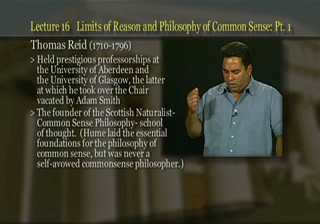 Lecture 16 Limits of Reason and Philosophy of Common Sense: Pt. 1
Thomas Reid (1710-1796)
> Held prestigious professorships at
the University of Aberdeen and
the University of Glasgow, the latter
at which he took over the Chair
vacated by Adam Smith
> The founder of the Scottish Naturalist-
Common Sense Philosophy- school
of thought. (Hume laid the essential
foundations for the philosophy of
common sense, but was never a
self-avowed commonsense philosopher.)